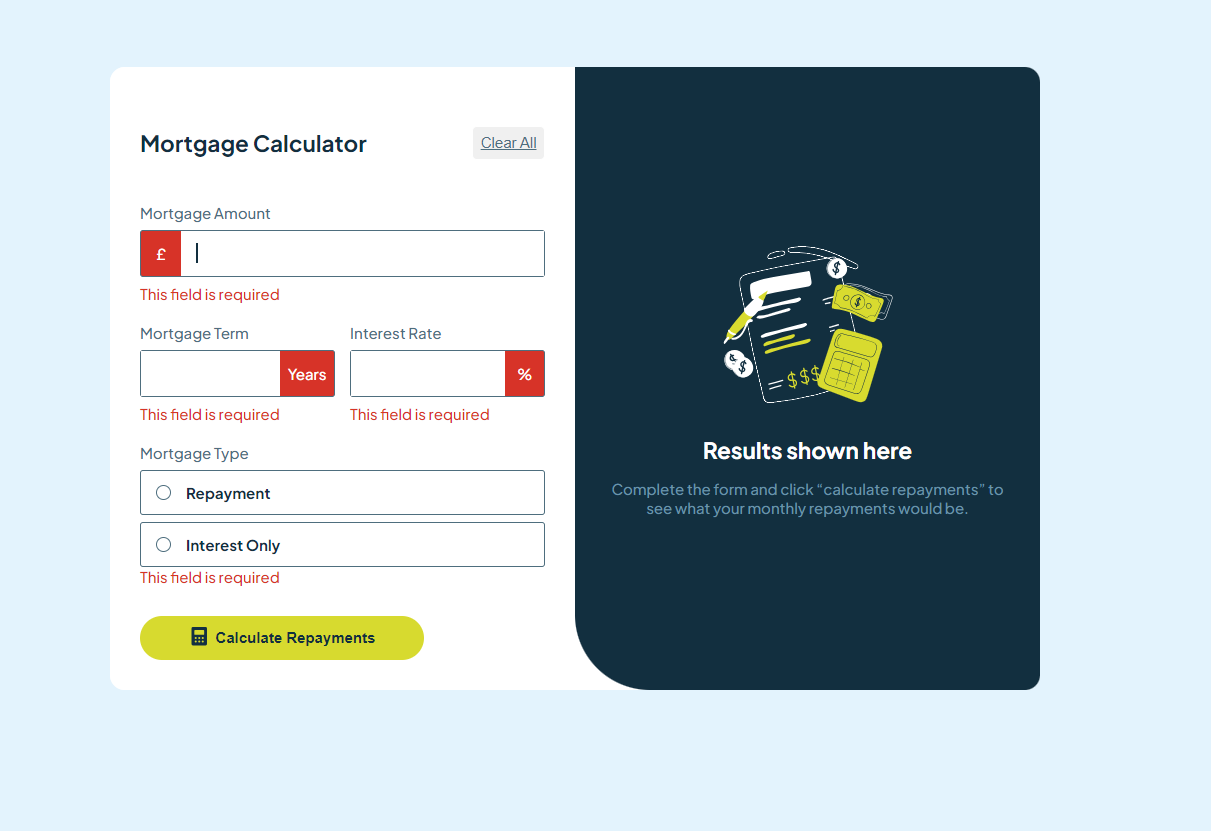 Mortgage Calculator
Clear All
Mortgage Amount
£
This field is required
Mortgage Term
Interest Rate
Years
%
This field is required
This field is required
Mortgage Type
Repayment
Interest Only
This field is required
Calculate Repayments
$
$
$
$
$$$
Results shown here
Complete the form and click “calculate repayments” to
see what your monthly repayments would be.